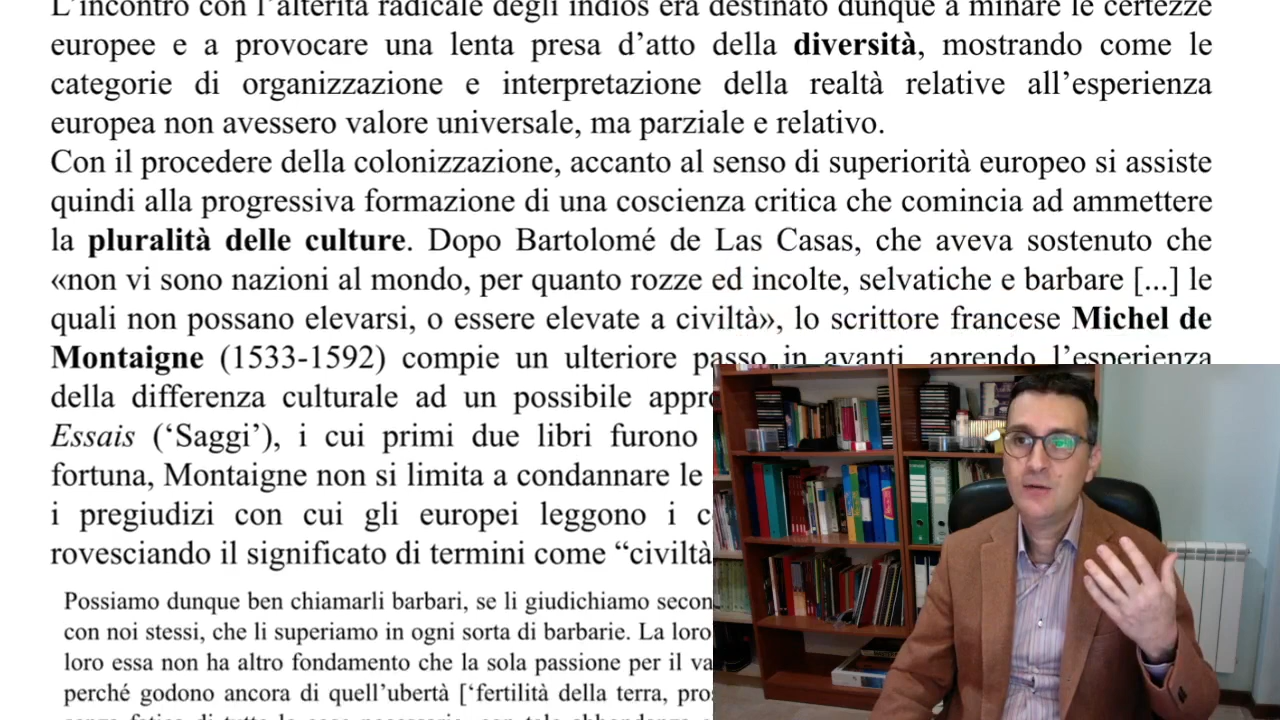 L’incontro con l’alterità radicale degli indios era destinato dunque a minare le certezze
europee e a provocare una lenta presa d’atto della diversità, mostrando come le
categorie di organizzazione e interpretazione della realtà relative all’esperienza
europea non avessero valore universale, ma parziale e relativo.
Con il procedere della colonizzazione, accanto al senso di superiorità europeo si assiste
quindi alla progressiva formazione di una coscienza critica che comincia ad ammettere
la pluralità delle culture. Dopo Bartolomé de Las Casas, che aveva sostenuto che
«non vi sono nazioni al mondo, per quanto rozze ed incolte, selvatiche e barbare [...] le
quali non possano elevarsi, o essere elevate a civiltà», lo scrittore francese Michel de
Montaigne (1533-1592) compie un ulteriore passo in avanti, aprendo l’esperienza
della differenza culturale ad un possibile appro
Essais (‘Saggi’), i cui primi due libri furono
fortuna, Montaigne non si limita a condannare le
i pregiudizi con cui gli europei leggono i c
rovesciando il significato di termini come “civiltà
Possiamo dunque ben chiamarli barbari, se li giudichiamo secon
con noi stessi, che li superiamo in ogni sorta di barbarie. La loro
loro essa non ha altro fondamento che la sola passione per il va
perché godono ancora di quell’ubertà [‘fertilità della terra, pros